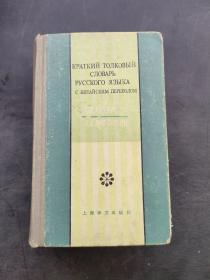 КРАТКИЙ ТОЛКОВЫЙ
СЛОВАРЬ
РУССКОГО ЯЗЫКА
С КИТАЙСКИМ ПЕРЕВОДОМ
上海译文出版社